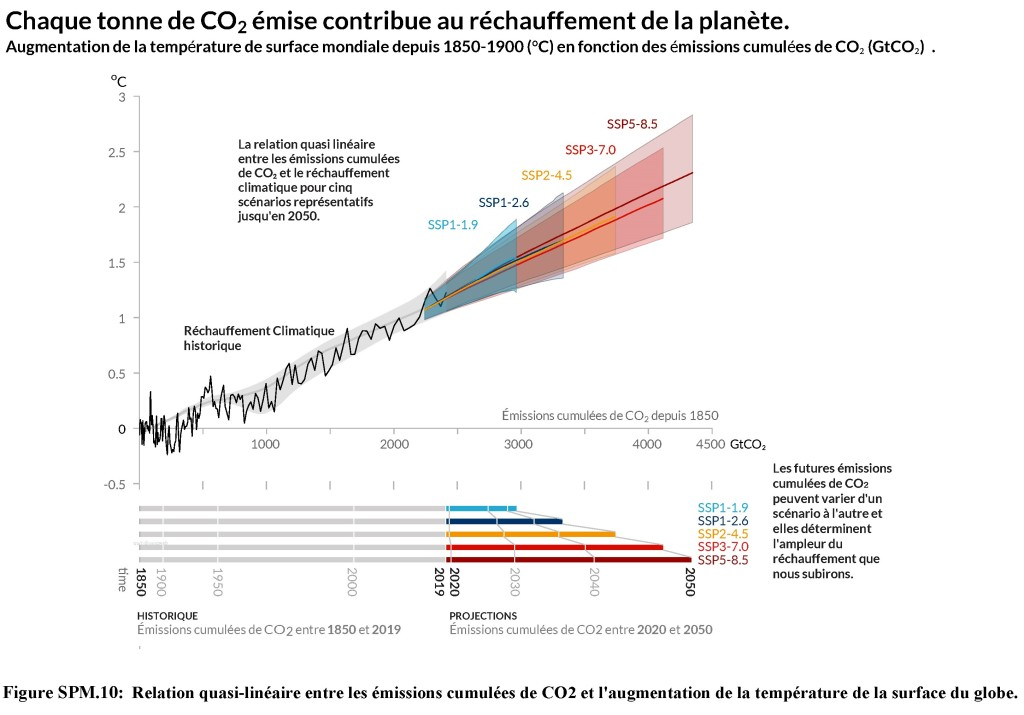 Chaque tonne de CO₂ émise contribue au réchauffement de la planète.
Augmentation de la température de surface mondiale depuis 1850-1900 (°C) en fonction des émissions cumulées de CO₂ (GtCO₂) .
°C
3
2.5
2
1.5
1
0.5
0
-0.5
La relation quasi linéaire
entre les émissions cumulées
de CO₂ et le réchauffement
climatique pour cinq
scénarios représentatifs
jusqu'en 2050.
SSP5-8.5
SSP3-7.0
SSP2-4.5
SSP1-2.6
SSP1-1.9
Réchauffement Climatique
historique
Émissions cumulées de CO₂ depuis 1850
1000
2000
3000
4000
4500
GtCO₂
Les futures émissions
cumulées de CO₂
peuvent varier d'un
scénario à l'autre et
elles déterminent
l'ampleur du
réchauffement que
nous subirons.
SSP1-1.9
SSP1-2.6
SSP2-4.5
SSP3-7.0
SSP5-8.5
time
1850
1900
1950
2000
2019
2020
2030
2040
2050
HISTORIQUE
Émissions cumulées de CO2 entre 1850 et 2019
PROJECTIONS
Émissions cumulées de CO2 entre 2020 et 2050
Figure SPM.10: Relation quasi-linéaire entre les émissions cumulées de CO2 et l'augmentation de la température de la surface du globe.